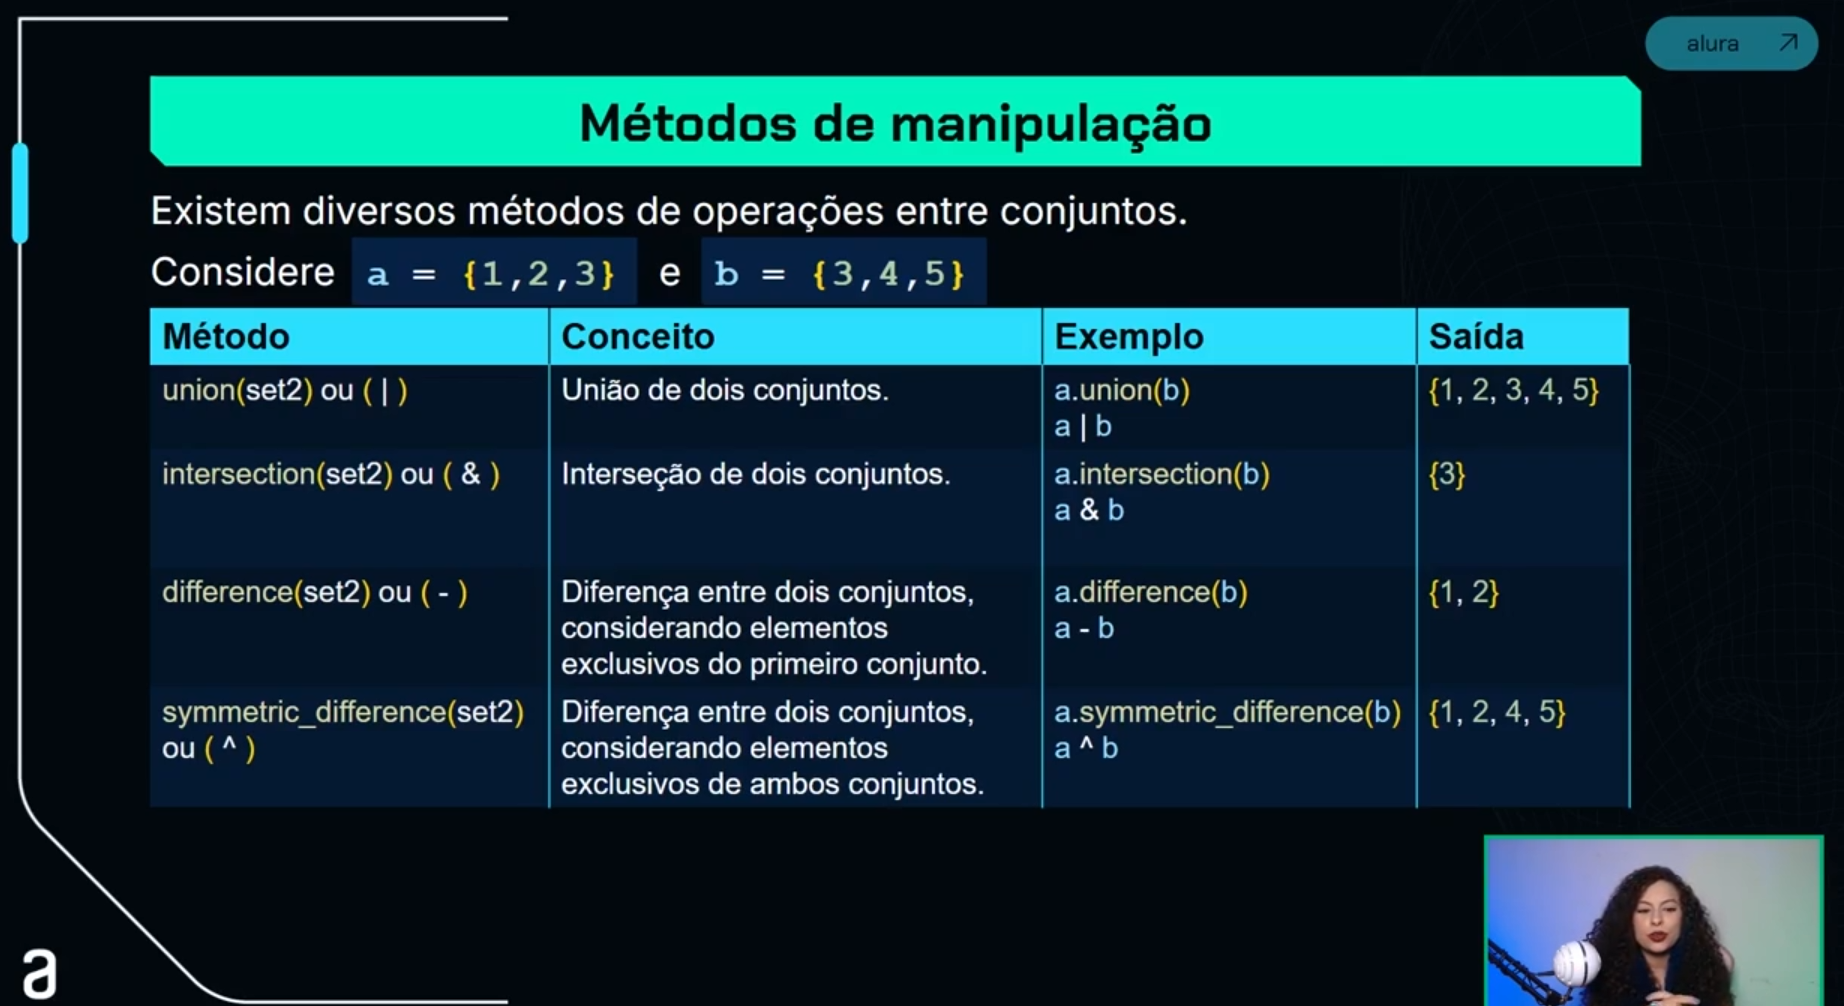 alura
Métodos de manipulação
Existem diversos métodos de operações entre conjuntos.
Considere a = {1,2,3} e b = {3,4,5}
Método Conceito Exemplo Saída
union(set2) ou ( | )
União de dois conjuntos.
a.union(b)
a | b
{1, 2, 3, 4, 5}
intersection(set2) ou ( & )
Interseção de dois conjuntos.
a.intersection(b)
a & b
{3}
difference(set2) ou ( - )
Diferença entre dois conjuntos,
considerando elementos
exclusivos do primeiro conjunto.
a.difference(b)
a - b
{1, 2}
symmetric_difference(set2)
ou ( ^ )
Diferença entre dois conjuntos,
considerando elementos
exclusivos de ambos conjuntos.
a.symmetric_difference(b)
a ^ b
{1, 2, 4, 5}
a